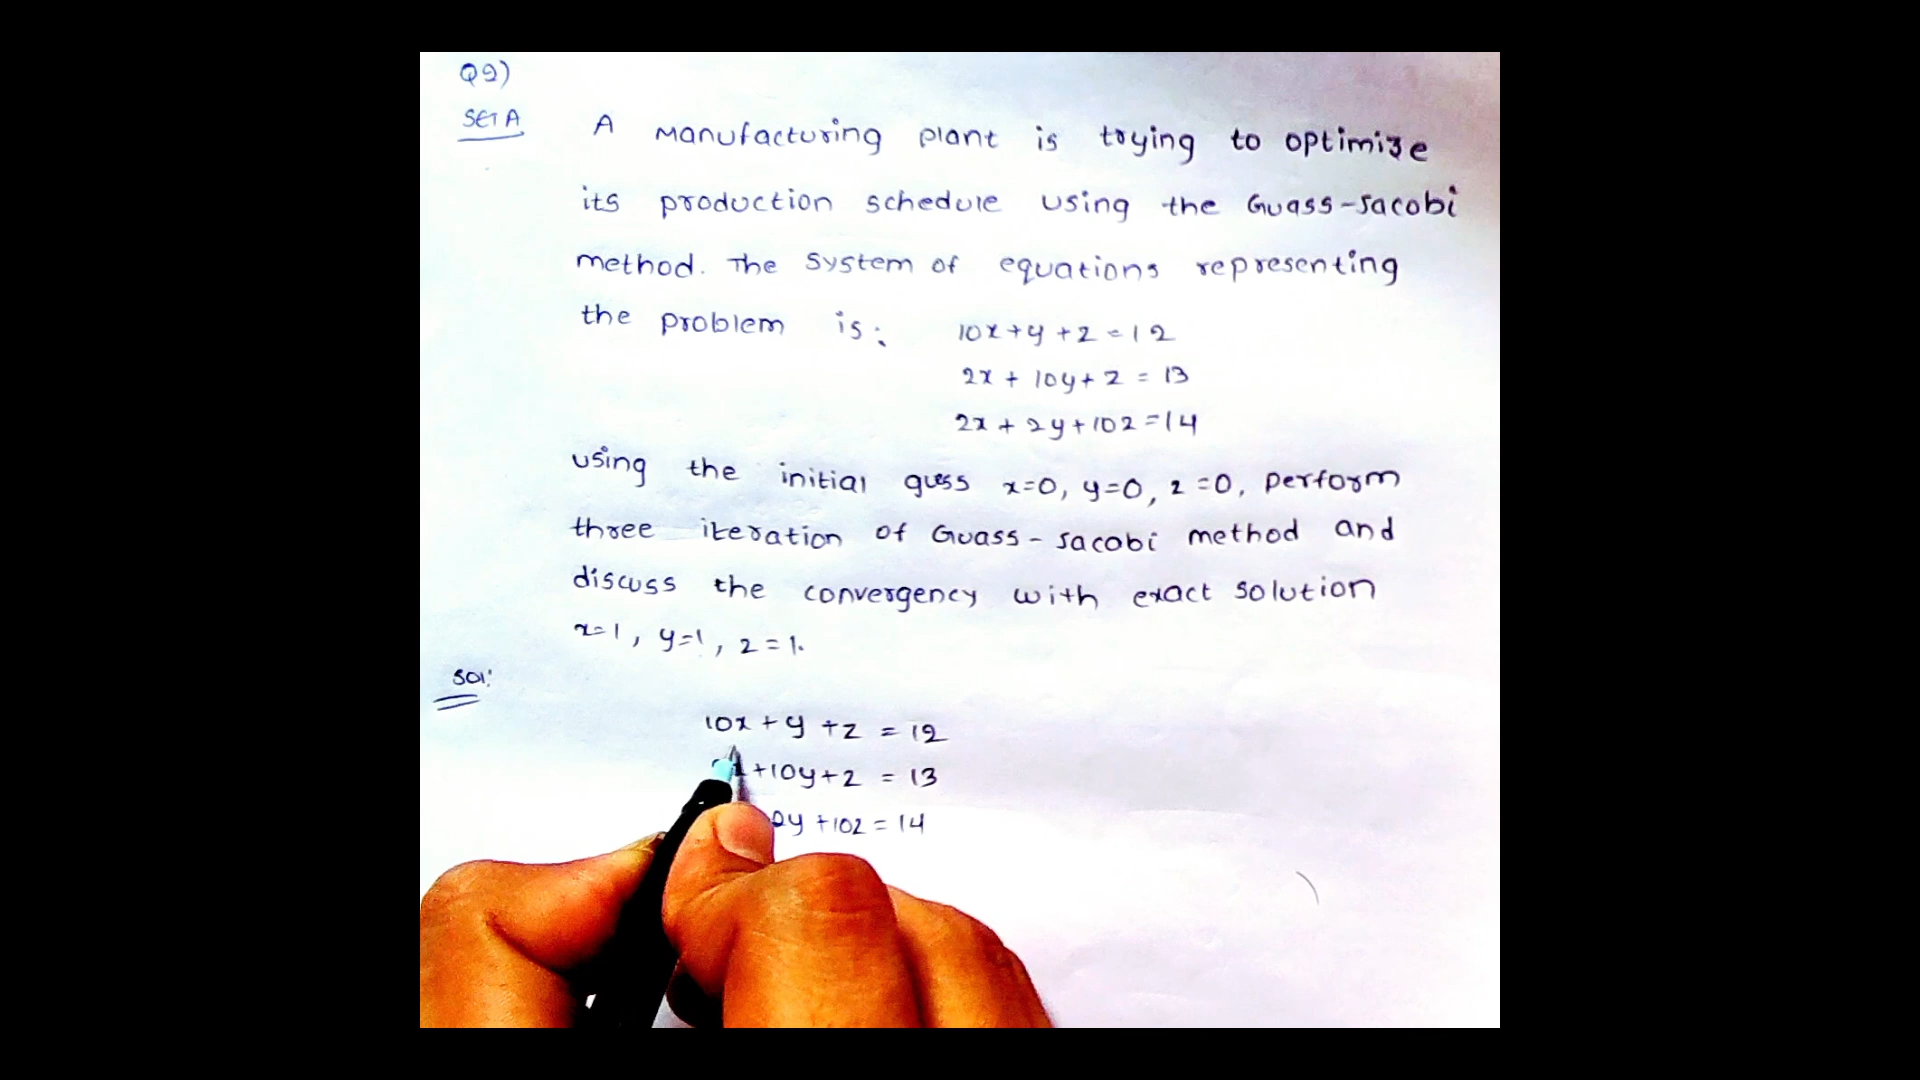 Q9)
SET A
A manufacturing plant is trying to optimize
its production schedule using the Guass-Jacobi
method. The system of equations representing
the problem is:
10x+y+z=12
2x + 10y+z = 13
2x + 2y+10z=14
using the initial guess x=0, y=0, z=0, perform
three iteration of Guass-Jacobi method and
discuss the convergency with exact solution
x=1, y=1, z=1.
Sol:
10x+y+z = 12
+10y+z = 13
2y+10z=14